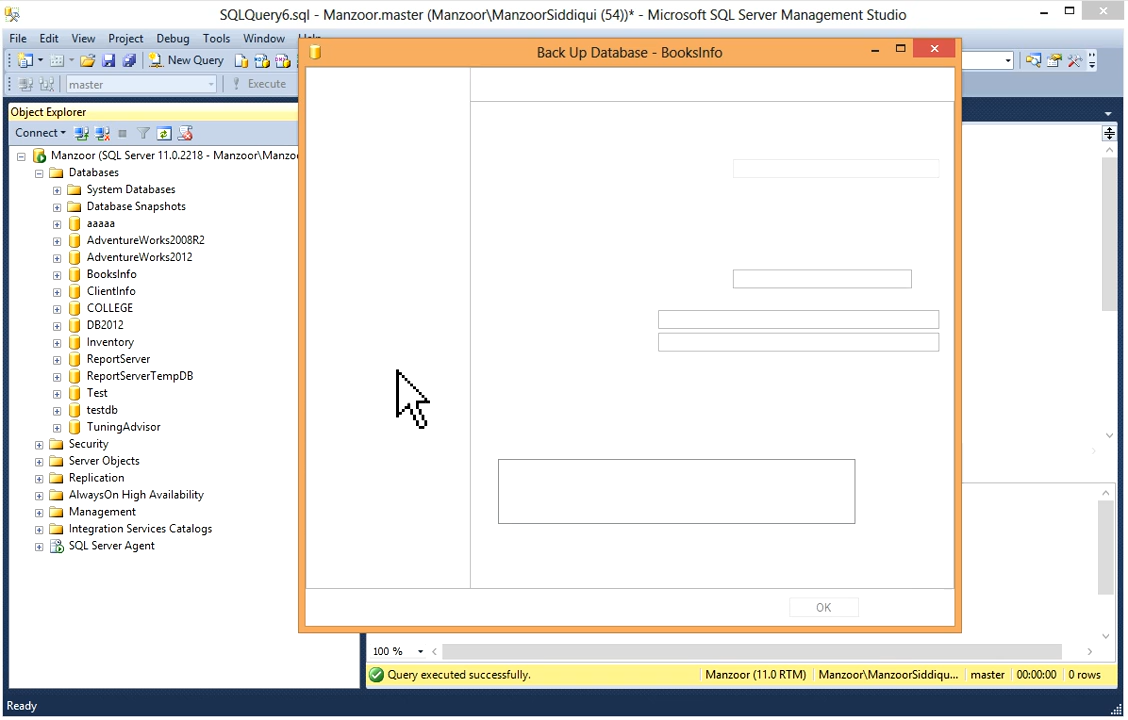 SQLQuery6.sql - Manzoor.master (Manzoor\ManzoorSiddiqui (54))* - Microsoft SQL Server Management Studio
File Edit View Project Debug Tools Window Help
New Query
master Execute
Back Up Database - BooksInfo
Object Explorer
Connect
Manzoor (SQL Server 11.0.2218 - Manzoor\Manzoo
Databases
System Databases
Database Snapshots
aaaaa
AdventureWorks2008R2
AdventureWorks2012
BooksInfo
ClientInfo
COLLEGE
DB2012
Inventory
ReportServer
ReportServerTempDB
Test
testdb
TuningAdvisor
Security
Server Objects
Replication
AlwaysOn High Availability
Management
Integration Services Catalogs
SQL Server Agent
OK
100 %
Query executed successfully. Manzoor (11.0 RTM) Manzoor\ManzoorSiddiqu... master 00:00:00 0 rows
Ready